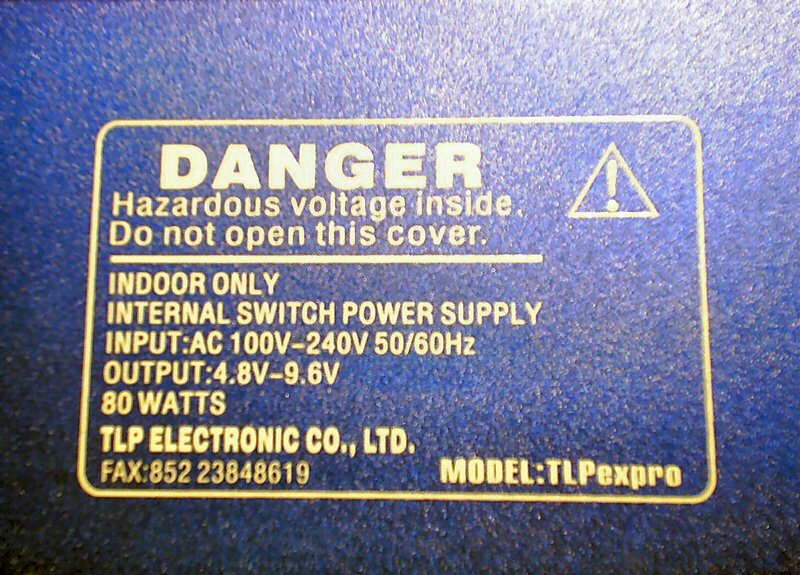 DANGER
Hazardous voltage inside.
Do not open this cover.
INDOOR ONLY
INTERNAL SWITCH POWER SUPPLY
INPUT:AC 100V-240V 50/60Hz
OUTPUT:4.8V-9.6V
80 WATTS
TLP ELECTRONIC CO., LTD.
FAX:852 23848619
MODEL:TLPexpro